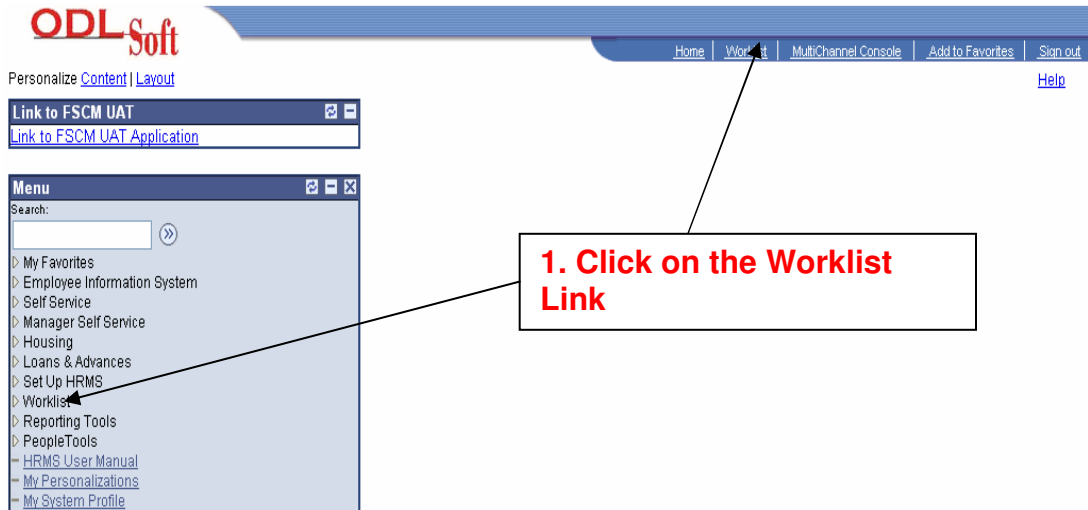 ODL Soft
Home | Worklist | MultiChannel Console | Add to Favorites | Sign out
Personalize Content | Layout
Help
Link to FSCM UAT
Link to FSCM UAT Application
Menu
Search:
My Favorites
Employee Information System
Self Service
Manager Self Service
Housing
Loans & Advances
Set Up HRMS
Worklist
Reporting Tools
PeopleTools
HRMS User Manual
My Personalizations
My System Profile
1. Click on the Worklist
Link